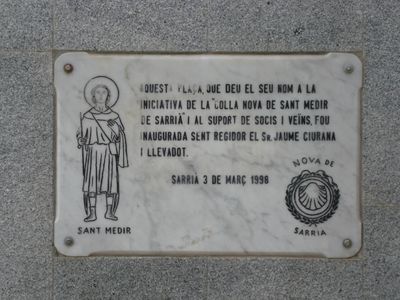 AQUESTA PLAÇA, QUE DEU EL SEU NOM A LA
INICIATIVA DE LA "COLLA NOVA DE SANT MEDIR
DE SARRIÀ" I AL SUPORT DE SOCIS I VEÏNS, FOU
INAUGURADA SENT REGIDOR EL SR. JAUME CIURANA
I LLEVADOT.
SARRIÀ 3 DE MARÇ 1998
SANT MEDIR
NOVA DE
SARRIA